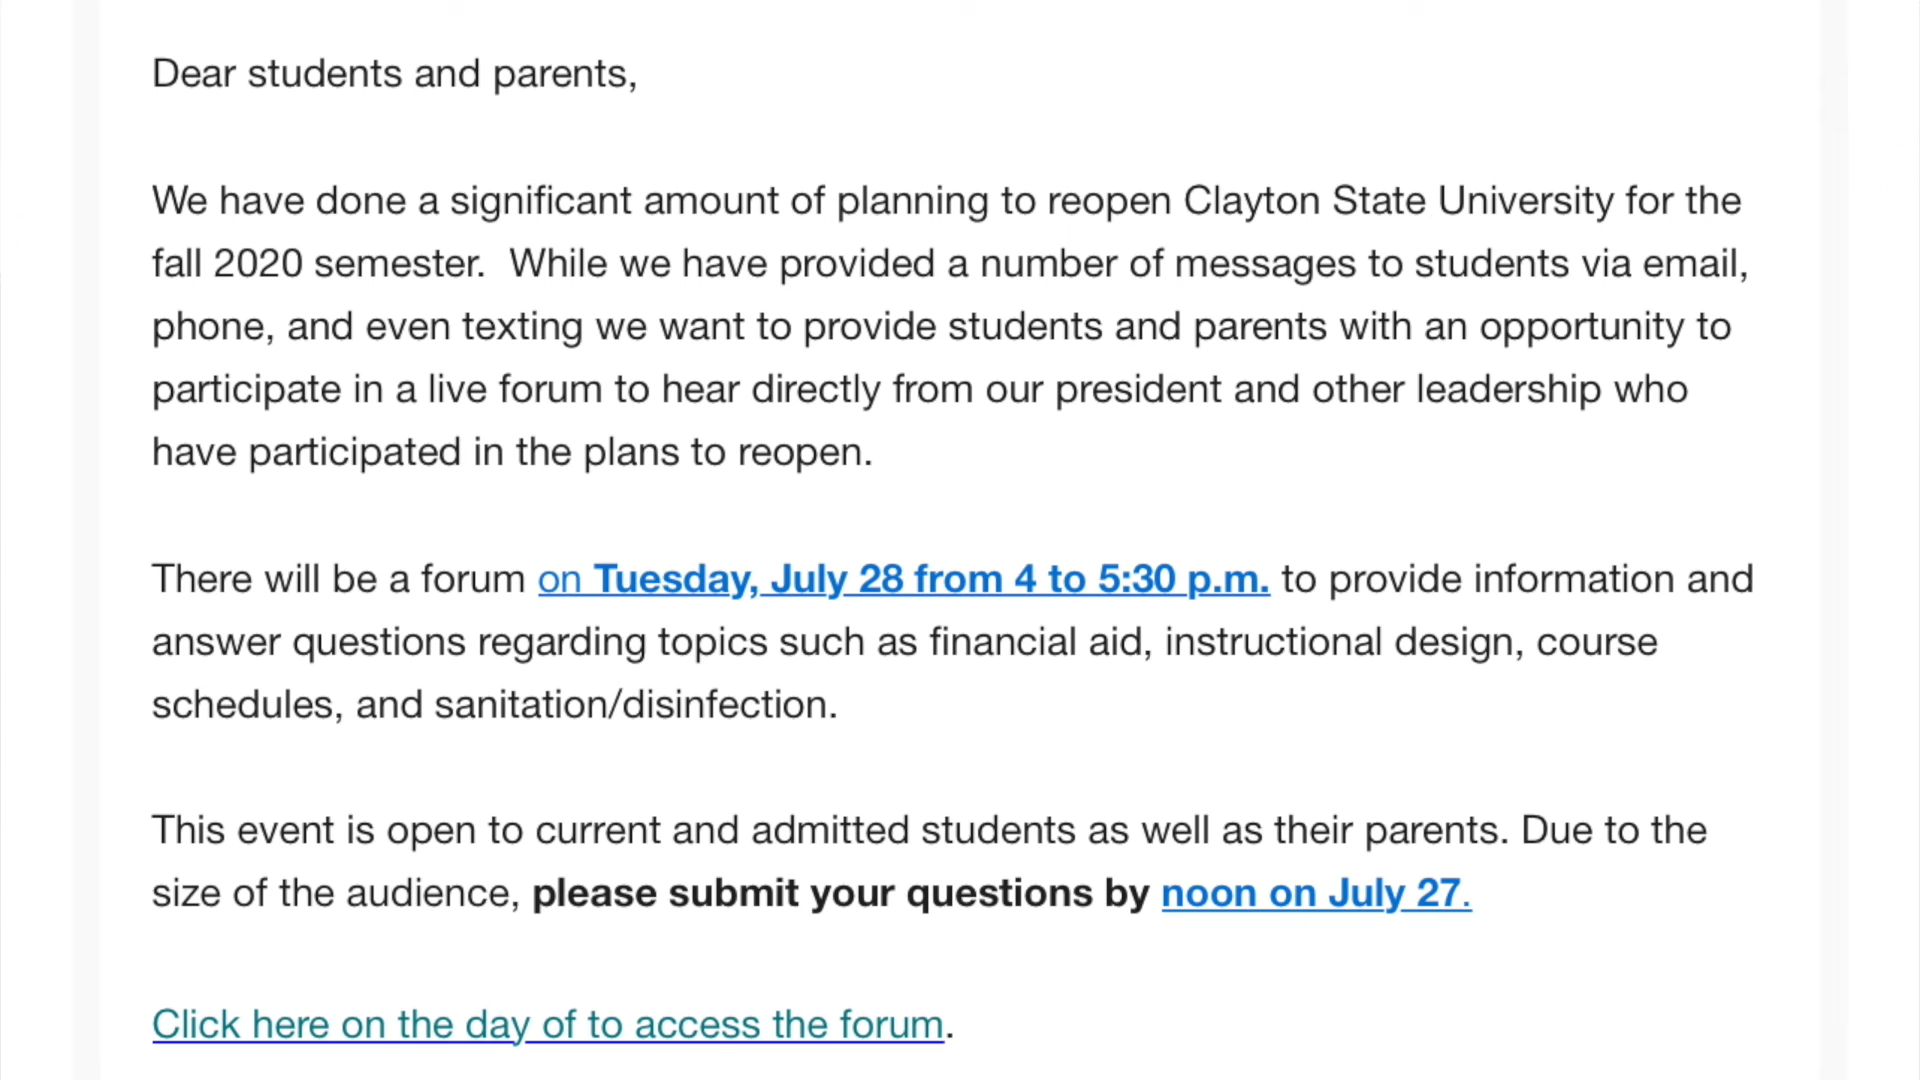 Dear students and parents,
We have done a significant amount of planning to reopen Clayton State University for the
fall 2020 semester.  While we have provided a number of messages to students via email,
phone, and even texting we want to provide students and parents with an opportunity to
participate in a live forum to hear directly from our president and other leadership who
have participated in the plans to reopen.
There will be a forum on Tuesday, July 28 from 4 to 5:30 p.m. to provide information and
answer questions regarding topics such as financial aid, instructional design, course
schedules, and sanitation/disinfection.
This event is open to current and admitted students as well as their parents. Due to the
size of the audience, please submit your questions by noon on July 27.
Click here on the day of to access the forum.